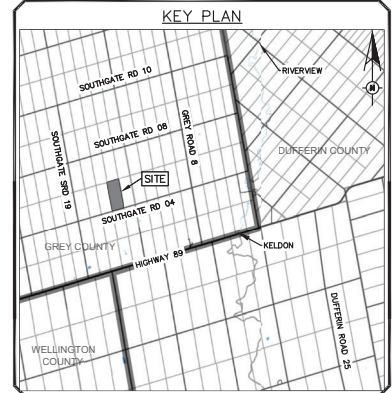 KEY PLAN
SOUTHGATE RD 10
RIVERVIEW
N
SOUTHGATE RD 08
GREY ROAD 8
DUFFERIN COUNTY
SOUTHGATE SRD 19
SITE
SOUTHGATE RD 04
GREY COUNTY
KELDON
HIGHWAY 89
DUFFERIN ROAD 25
WELLINGTON
COUNTY